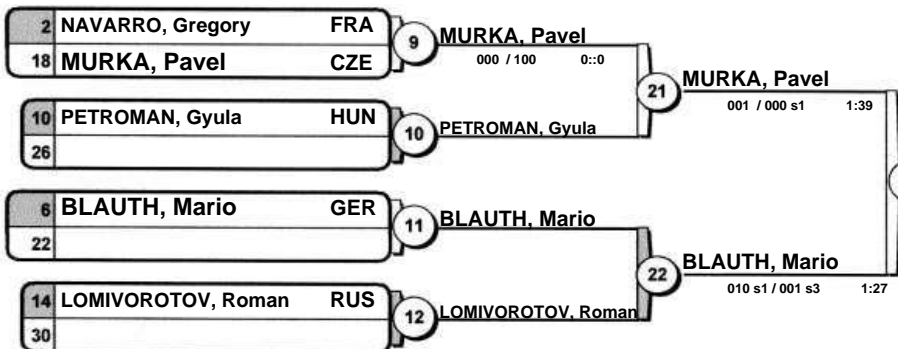 2 NAVARRO, Gregory FRA
18 MURKA, Pavel CZE
9
MURKA, Pavel
000 / 100 0::0
10 PETROMAN, Gyula HUN
26
10
PETROMAN, Gyula
21
MURKA, Pavel
001 / 000 s1 1:39
6 BLAUTH, Mario GER
22
11
BLAUTH, Mario
14 LOMIVOROTOV, Roman RUS
30
12
LOMIVOROTOV, Roman
22
BLAUTH, Mario
010 s1 / 001 s3 1:27